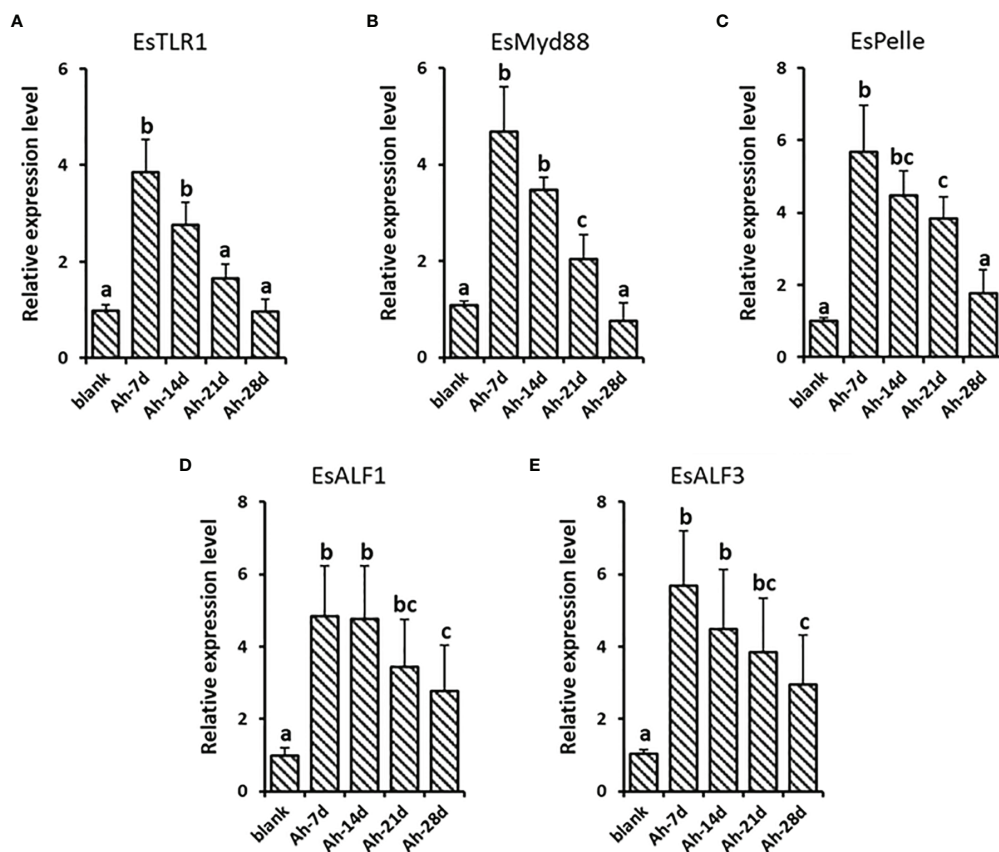 A
EsTLR1
Relative expression level
6
4
2
0
a
b
b
a
a
blank
Ah-7d
Ah-14d
Ah-21d
Ah-28d
B
EsMyd88
Relative expression level
6
4
2
0
a
b
b
c
a
blank
Ah-7d
Ah-14d
Ah-21d
Ah-28d
C
EsPelle
Relative expression level
8
6
4
2
0
a
b
bc
c
a
blank
Ah-7d
Ah-14d
Ah-21d
Ah-28d
D
EsALF1
Relative expression level
8
6
4
2
0
a
b
b
bc
c
blank
Ah-7d
Ah-14d
Ah-21d
Ah-28d
E
EsALF3
Relative expression level
8
6
4
2
0
a
b
b
bc
c
blank
Ah-7d
Ah-14d
Ah-21d
Ah-28d